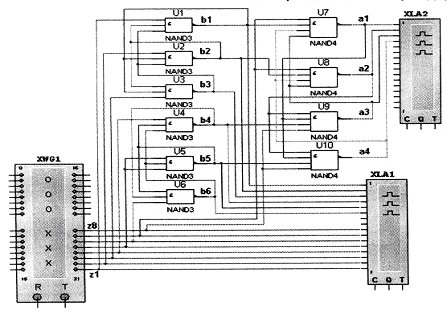 U1
b1
NAND3
U2
b2
NAND3
U3
b3
NAND3
U4
b4
NAND3
U5
b5
NAND3
U6
b6
NAND3
U7
a1
NAND4
U8
a2
NAND4
U9
a3
NAND4
U10
a4
NAND4
XLA2
C Q T
XLA1
C Q T
XWG1
O
O
O
X
X
X
R T
z8
z1